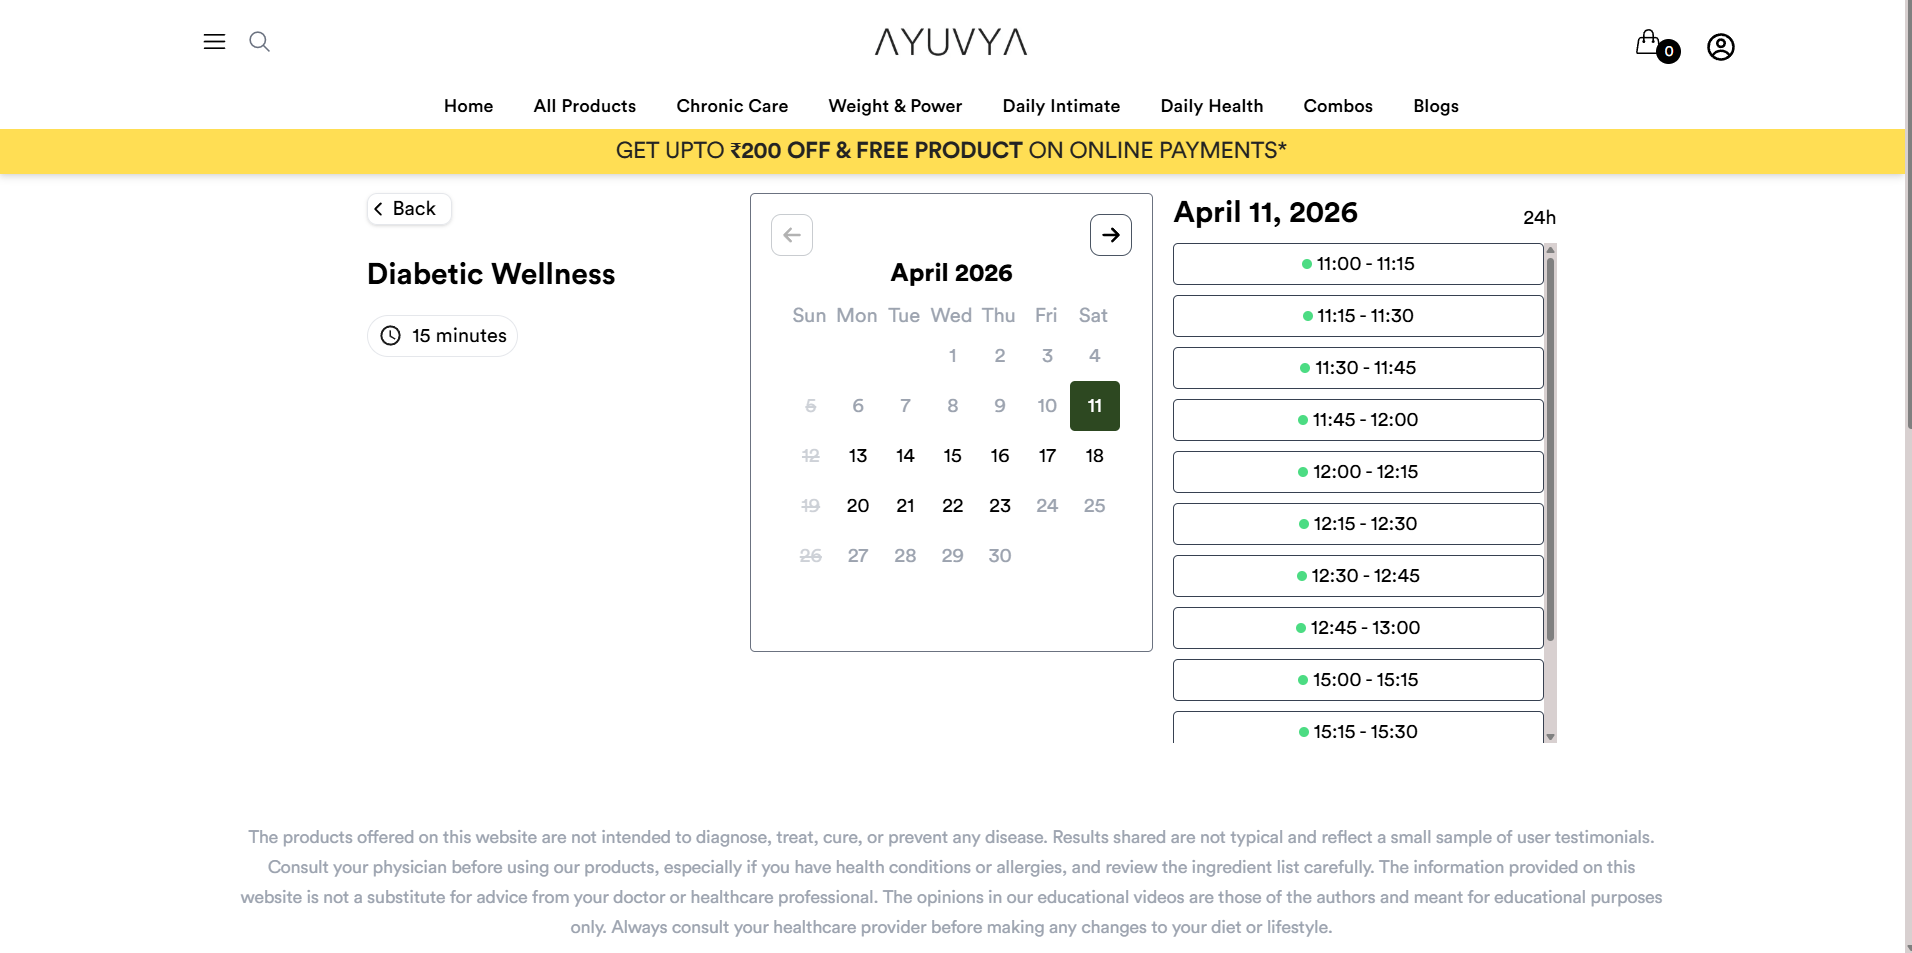 AYUVYA
0
Home All Products Chronic Care Weight & Power Daily Intimate Daily Health Combos Blogs
GET UPTO ₹200 OFF & FREE PRODUCT ON ONLINE PAYMENTS*
Back
Diabetic Wellness
15 minutes
April 2026
Sun Mon Tue Wed Thu Fri Sat
1 2 3 4
5 6 7 8 9 10 11
12 13 14 15 16 17 18
19 20 21 22 23 24 25
26 27 28 29 30
April 11, 2026
24h
11:00 - 11:15
11:15 - 11:30
11:30 - 11:45
11:45 - 12:00
12:00 - 12:15
12:15 - 12:30
12:30 - 12:45
12:45 - 13:00
15:00 - 15:15
15:15 - 15:30
The products offered on this website are not intended to diagnose, treat, cure, or prevent any disease. Results shared are not typical and reflect a small sample of user testimonials.
Consult your physician before using our products, especially if you have health conditions or allergies, and review the ingredient list carefully. The information provided on this
website is not a substitute for advice from your doctor or healthcare professional. The opinions in our educational videos are those of the authors and meant for educational purposes
only. Always consult your healthcare provider before making any changes to your diet or lifestyle.